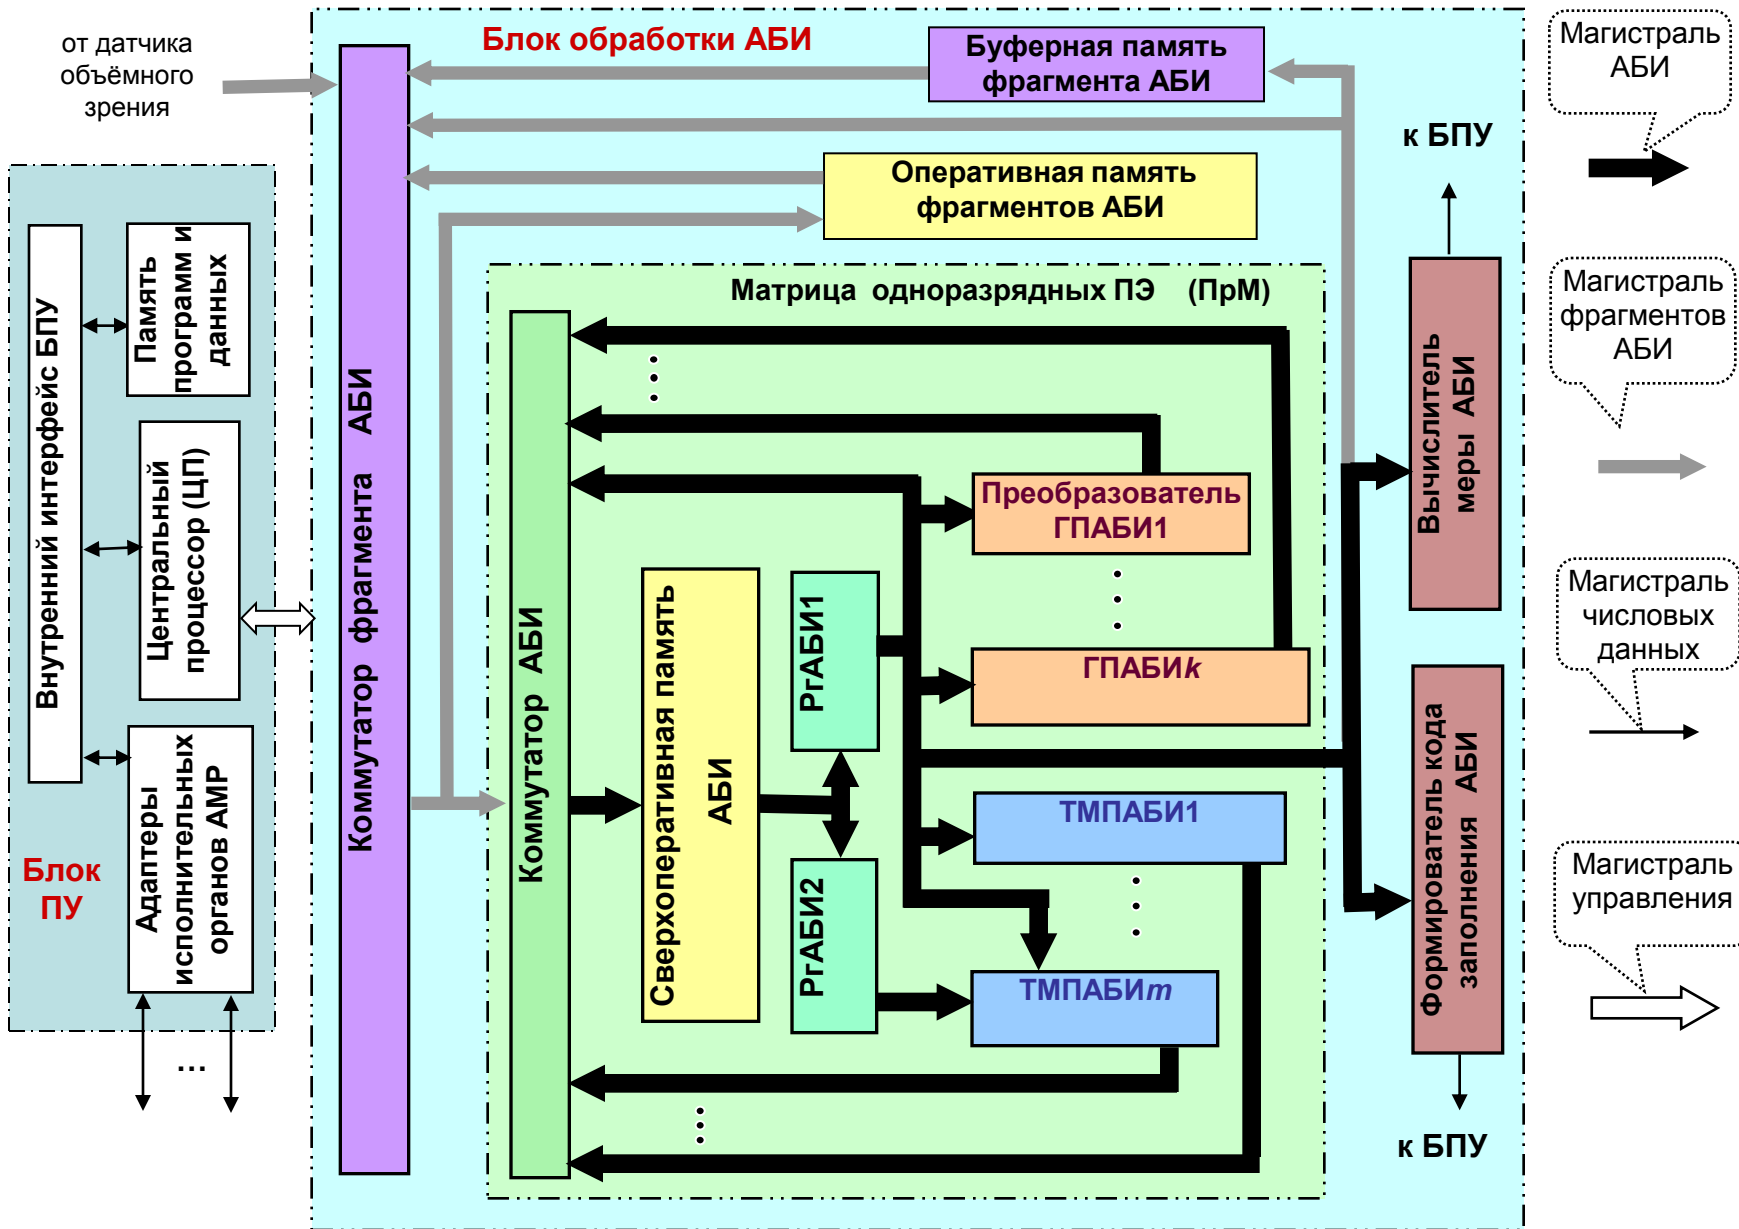 от датчика
объёмного
зрения
Блок обработки АБИ
Буферная память
фрагмента АБИ
Оперативная память
фрагментов АБИ
к БПУ
Магистраль
АБИ
Магистраль
фрагментов
АБИ
Магистраль
числовых
данных
Магистраль
управления
Внутренний интерфейс БПУ
Память
программ и
данных
Центральный
процессор (ЦП)
Адаптеры
исполнительных
органов АМР
Блок
ПУ
...
Коммутатор фрагмента АБИ
Матрица одноразрядных ПЭ (ПрМ)
Коммутатор АБИ
Сверхоперативная память
АБИ
РгАБИ1
РгАБИ2
Преобразователь
ГПАБИ1
ГПАБИk
ТМПАБИ1
ТМПАБИm
Вычислитель
меры АБИ
Формирователь кода
заполнения АБИ
к БПУ